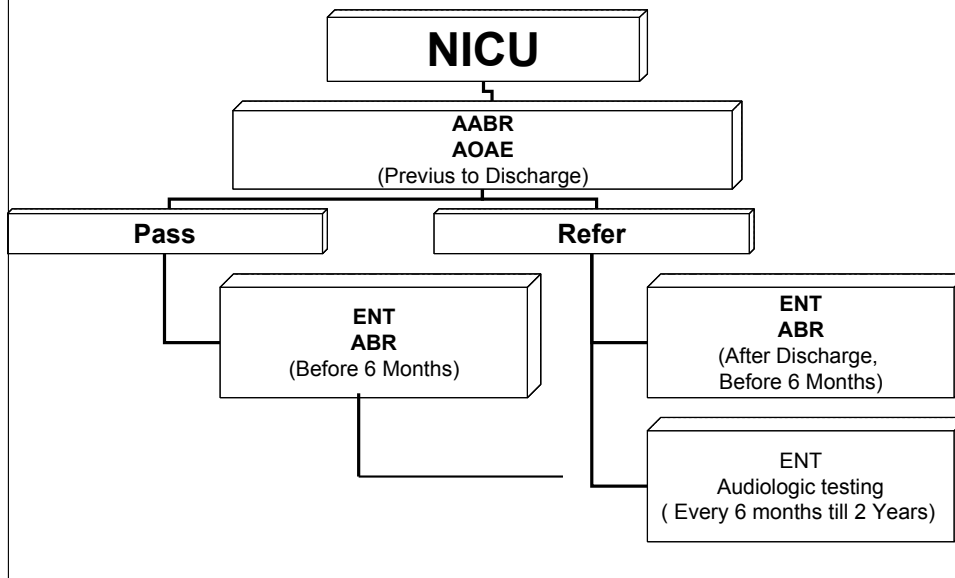 NICU
AABR
AOAE
(Previus to Discharge)
Pass
Refer
ENT
ABR
(Before 6 Months)
ENT
ABR
(After Discharge,
Before 6 Months)
ENT
Audiologic testing
( Every 6 months till 2 Years)